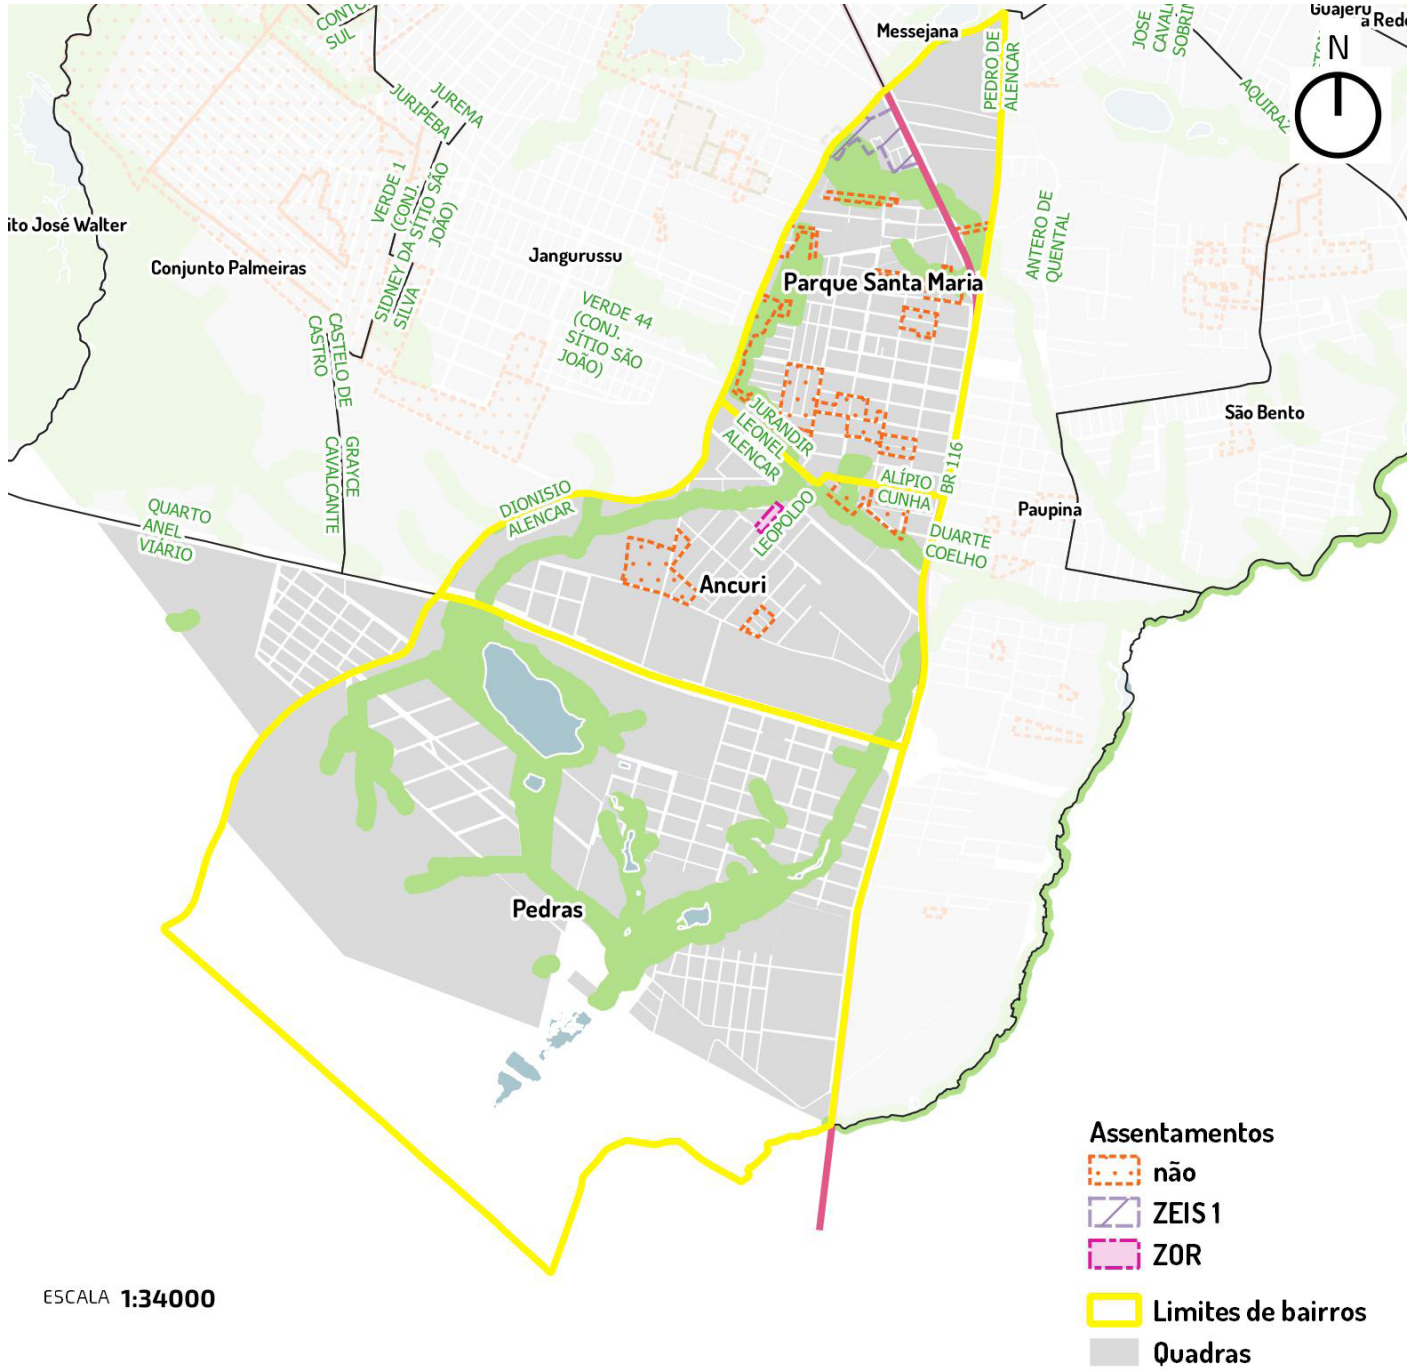 Guajeru
a Rede
CONTO
SUL
Messejana
PEDRO DE
ALENCAR
JOSE
CAVAL
SOBRIN
N
AQUIRAZ
JUREMA
JURIPEBA
VERDE 1
(CONJ.
SÍTIO SÃO
JOÃO)
SIDNEY DA
SILVA
ito José Walter
Conjunto Palmeiras
Jangurussu
ANTERO DE
QUENTAL
Parque Santa Maria
VERDE 44
(CONJ.
SÍTIO SÃO
JOÃO)
CASTELO DE
CASTRO
São Bento
JURANDIR
LEONEL
ALENCAR
GRAYCE
CAVALCANTE
BR 116
ALÍPIO
CUNHA
DIONISIO
ALENCAR
LEOPOLDO
Paupina
QUARTO
ANEL
VIÁRIO
DUARTE
COELHO
Ancuri
Pedras
Assentamentos
não
ZEIS 1
ZOR
Limites de bairros
Quadras
ESCALA 1:34000